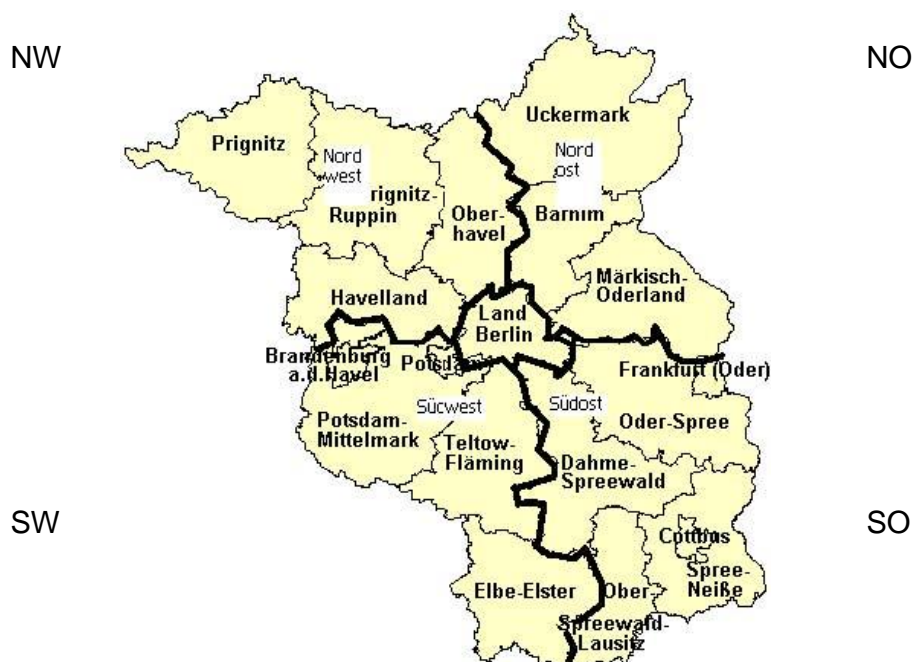 NW
NO
Uckermark
Prignitz
Nord
west
Nord
ost
rignitz-
Ruppin
Ober-
havel
Barnim
Märkisch-
Oderland
Havelland
Land
Berlin
Brandenburg
a.d.Havel
Potsdam
Frankfurt (Oder)
Südwest
Südost
Potsdam-
Mittelmark
Oder-Spree
Teltow-
Fläming
Dahme-
Spreewald
SW
SO
Cottbus
Spree-
Neiße
Elbe-Elster
Ober-
Spreewald-
Lausitz